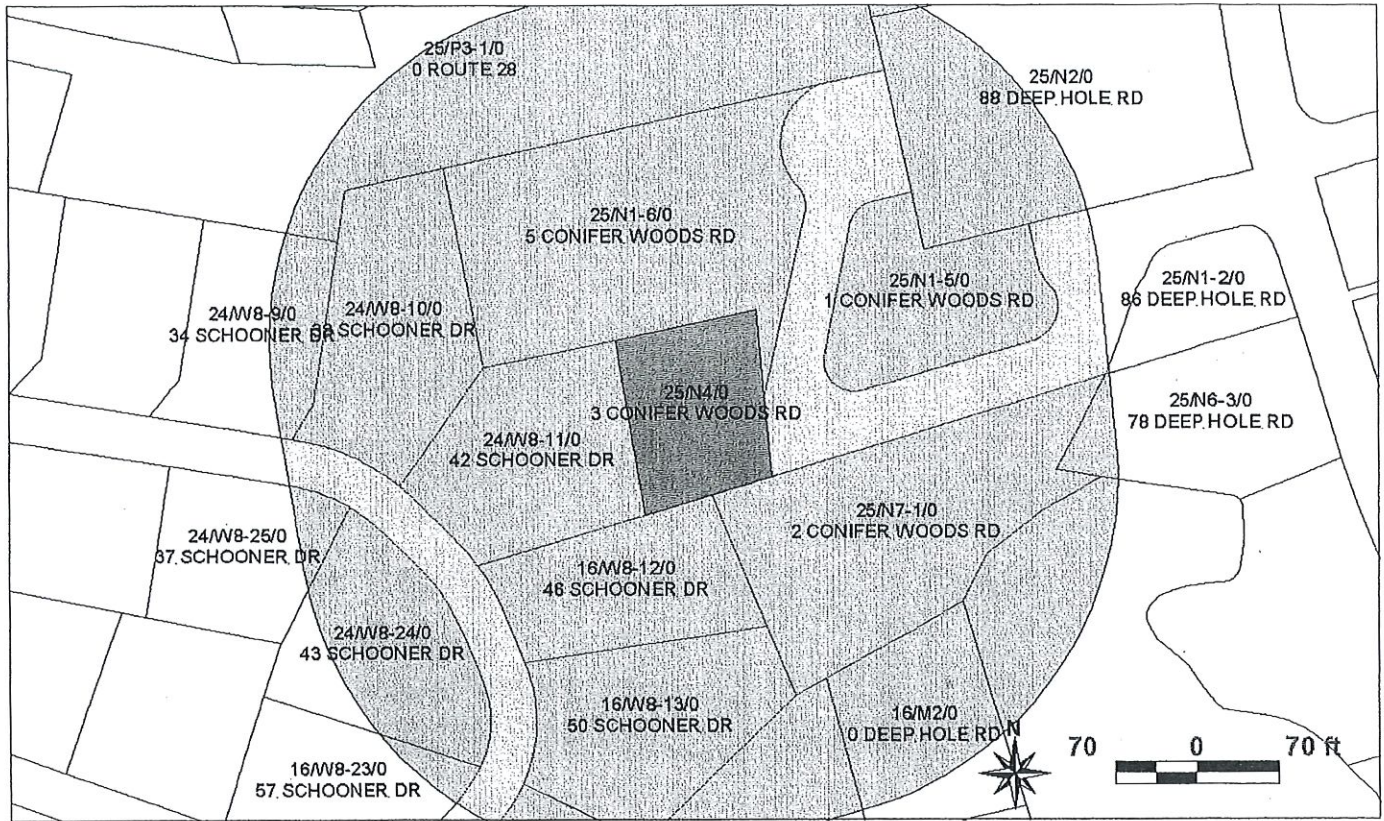 25/P3-1/0
0 ROUTE 28
25/N2/0
88 DEEP HOLE RD
25/N1-6/0
5 CONIFER WOODS RD
25/N1-5/0
1 CONIFER WOODS RD
25/N1-2/0
86 DEEP HOLE RD
24/W8-9/0
34 SCHOONER DR
24/W8-10/0
38 SCHOONER DR
25/N4/0
3 CONIFER WOODS RD
25/N6-3/0
78 DEEP HOLE RD
24/W8-11/0
42 SCHOONER DR
25/N7-1/0
2 CONIFER WOODS RD
24/W8-25/0
37 SCHOONER DR
16/W8-12/0
46 SCHOONER DR
24/W8-24/0
43 SCHOONER DR
16/W8-13/0
50 SCHOONER DR
16/M2/0
0 DEEP HOLE RD
N
70 0 70 ft
16/W8-23/0
57 SCHOONER DR